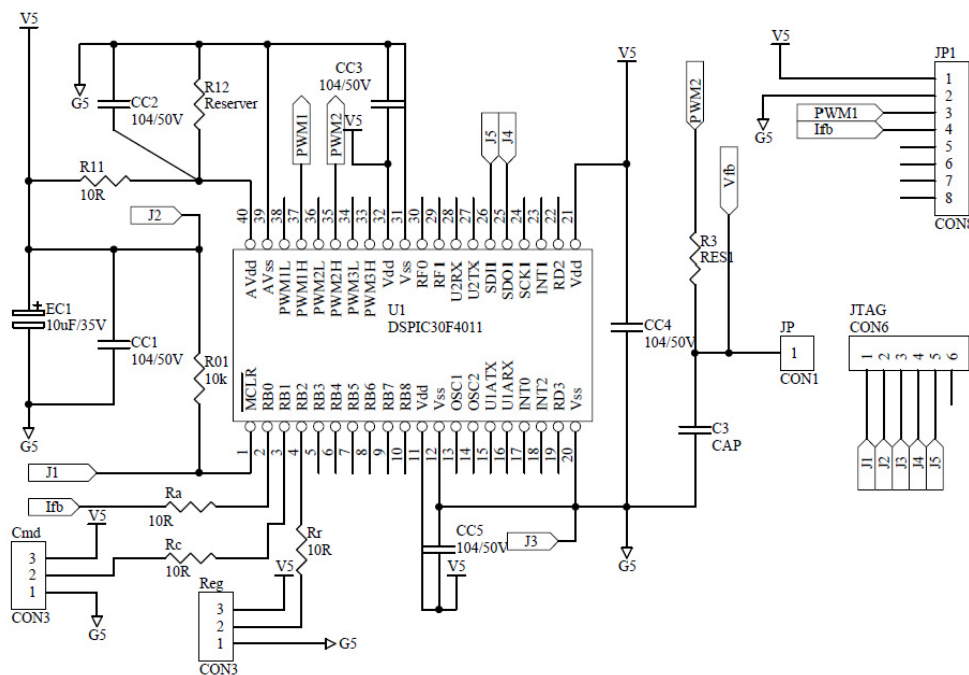 V5
G5
CC2
104/50V
R12
Reserver
CC3
104/50V
V5
PWM1
PWM2
J5
J4
V5
PWM2
Vfb
V5
G5
PWM1
Ifb
JP1
1
2
3
4
5
6
7
8
CON8
R11
10R
J2
40
39
38
37
36
35
34
33
32
31
30
29
28
27
26
25
24
23
22
21
AVdd
AVss
PWM1L
PWM1H
PWM2L
PWM2H
PWM3L
PWM3H
Vdd
Vss
RF0
RF1
U2RX
U2TX
SDI1
SDO1
SCK1
INT1
RD2
Vdd
U1
DSPIC30F4011
R3
RES1
EC1
10uF/35V
CC1
104/50V
R01
10k
G5
CC4
104/50V
JP
1
CON1
JTAG
CON6
1
2
3
4
5
6
J1
J2
J3
J4
J5
MCLR
RB0
RB1
RB2
RB3
RB4
RB5
RB6
RB7
RB8
Vdd
Vss
OSC1
OSC2
U1ATX
U1ARX
INT0
INT2
RD3
Vss
1
2
3
4
5
6
7
8
9
10
11
12
13
14
15
16
17
18
19
20
C3
CAP
J1
Ifb
Ra
10R
Rc
10R
Rr
10R
Cmd
3
2
1
CON3
V5
G5
Reg
3
2
1
CON3
V5
G5
CC5
104/50V
V5
J3
G5